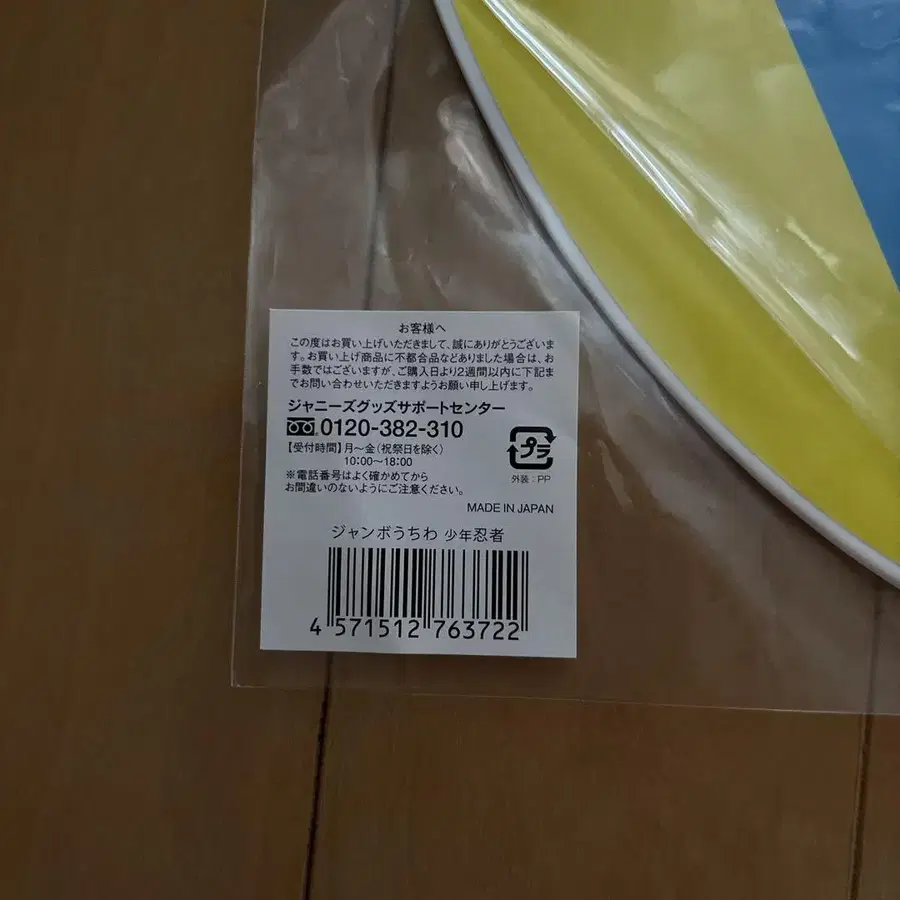 お客様へ
この度はお買い上げいただきまして、誠にありがとうございま
す。お買い上げ商品に不都合品などありました場合は、お
手数ではございますが、ご購入日より2週間以内に下記ま
でお問い合わせいただきますようお願い申し上げます。
ジャニーズグッズサポートセンター
0120-382-310
【受付時間】月〜金(祝祭日を除く)
10:00〜18:00
※電話番号はよく確かめてから
お間違いのないようにご注意ください。
プラ
外装:PP
MADE IN JAPAN
ジャンボうちわ 少年忍者
4 571512 763722